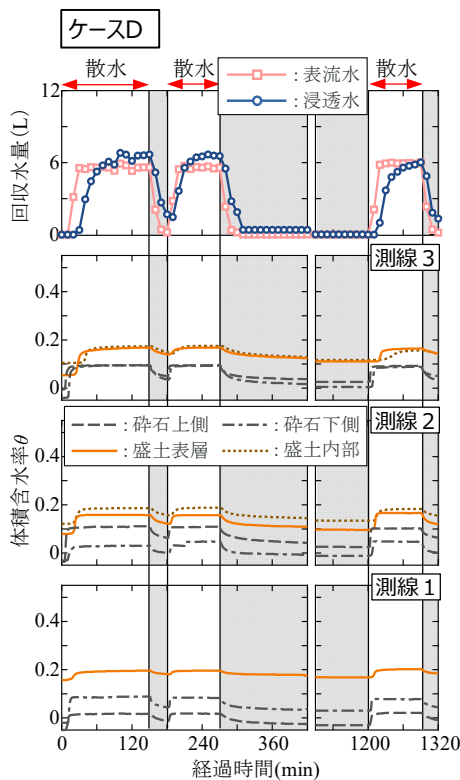 ケースD
散水 散水 散水
:表流水
:浸透水
回収水量(L)
12
6
0
測線3
0.4
0.2
0
測線2
:砕石上側 :砕石下側
:盛土表層 :盛土内部
体積含水率θ
0.4
0.2
0
測線1
0.4
0.2
0
0 120 240 360 1200 1320
経過時間(min)